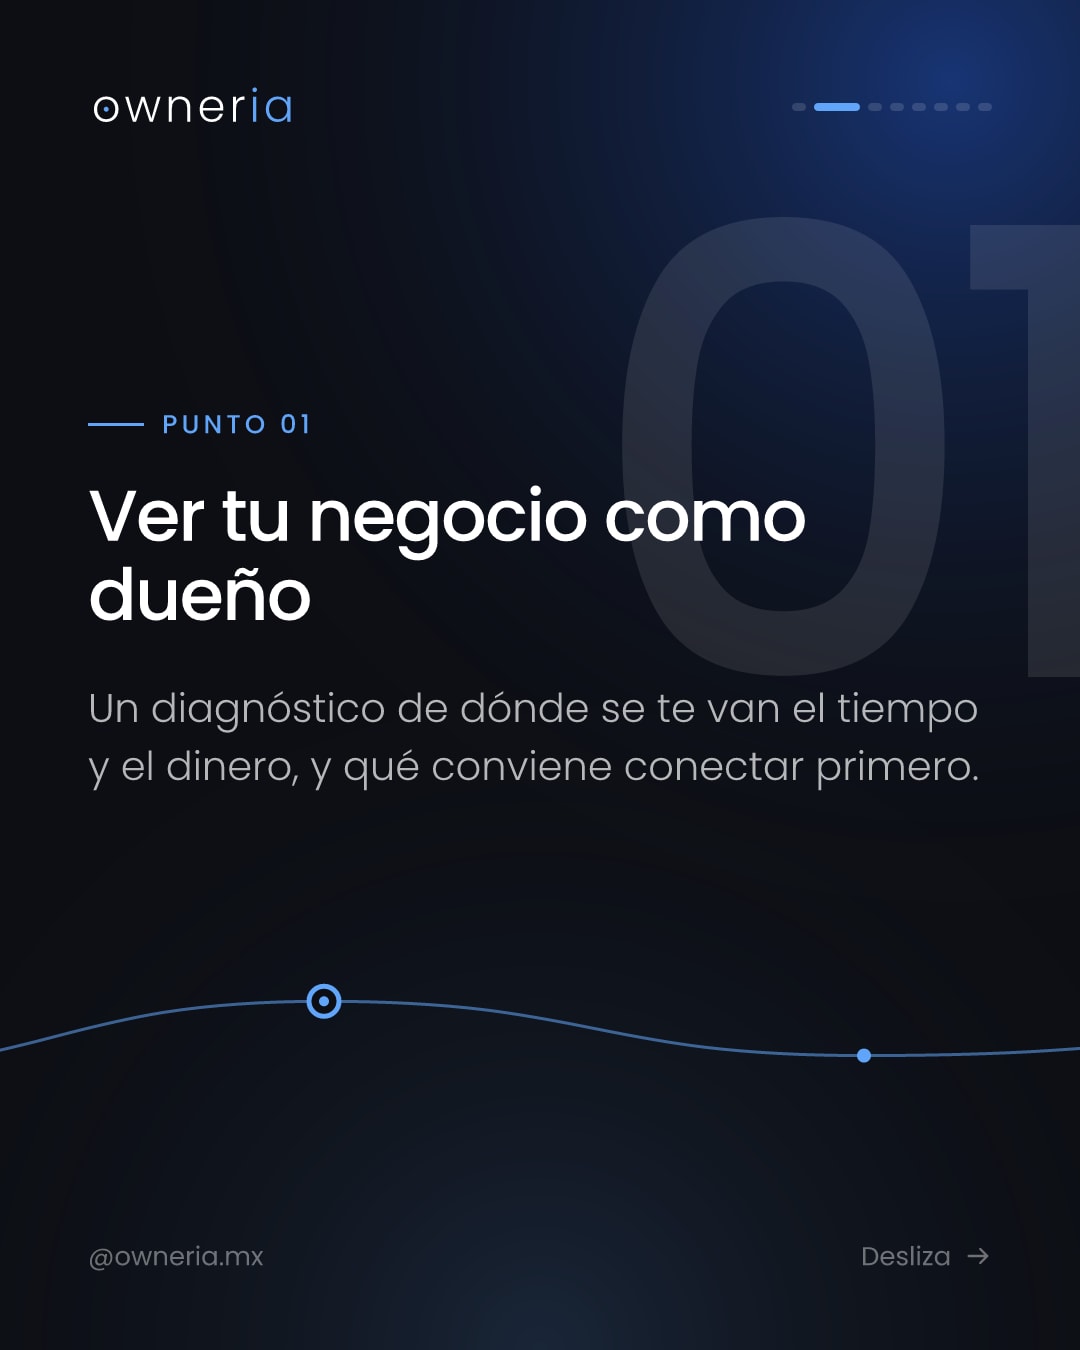 owneria
01
PUNTO 01
Ver tu negocio como
dueño
Un diagnóstico de dónde se te van el tiempo
y el dinero, y qué conviene conectar primero.
@owneria.mx
Desliza →